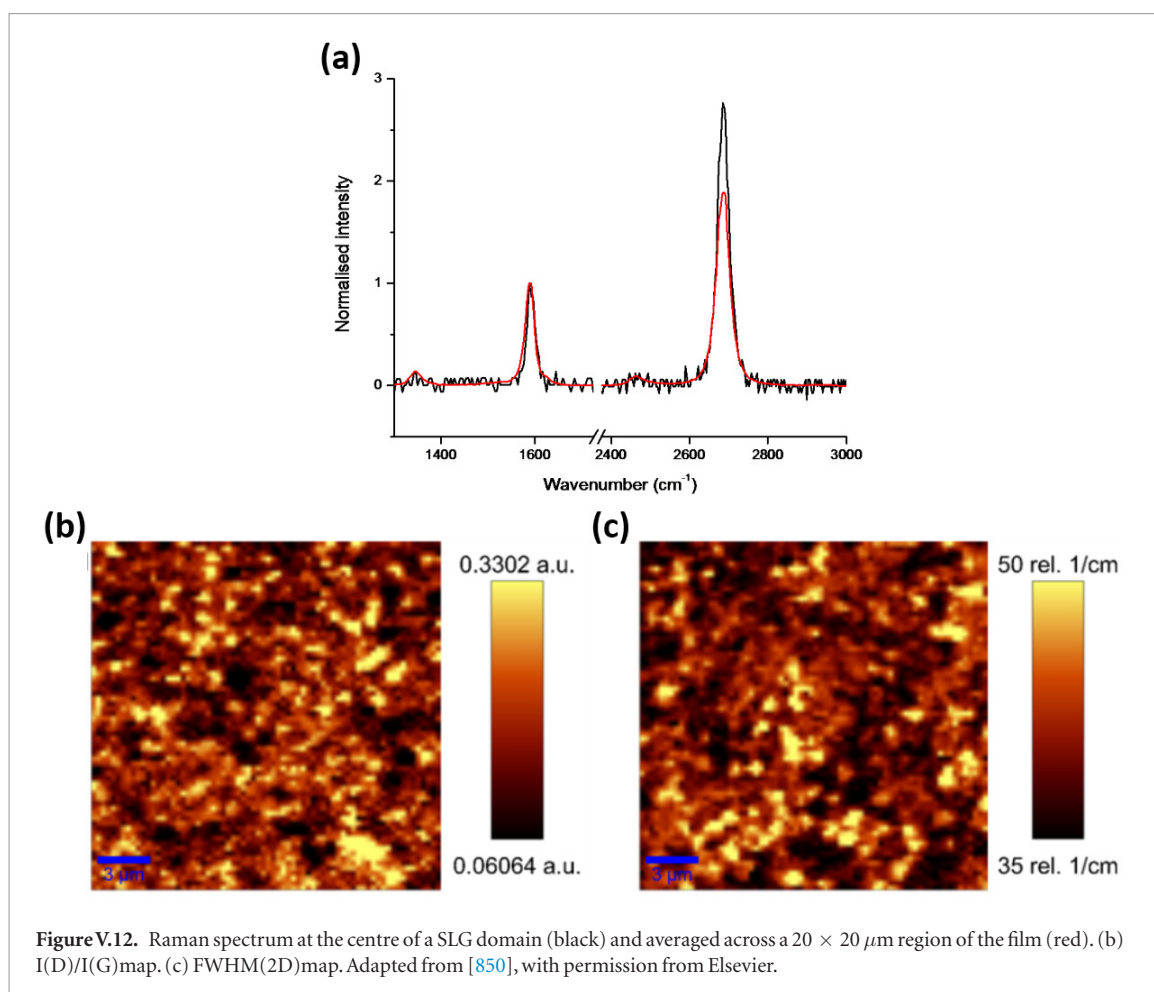 (a)
3
2
1
0
Normalised intensity
1400
1600
2400
2600
2800
3000
Wavenumber (cm⁻¹)
(b)
0.3302 a.u.
0.06064 a.u.
3 µm
(c)
50 rel. 1/cm
35 rel. 1/cm
3 µm
Figure V.12. Raman spectrum at the centre of a SLG domain (black) and averaged across a 20 × 20 μm region of the film (red). (b)
I(D)/I(G)map. (c) FWHM(2D)map. Adapted from [850], with permission from Elsevier.